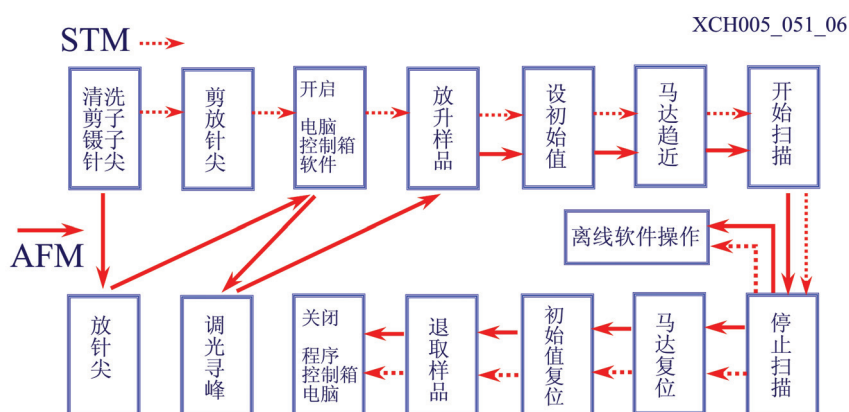 XCH005_051_06
STM
清洗
剪子
镊子
针尖
剪放针尖
开启
电脑
控制箱
软件
放升样品
设初始值
马达趋近
开始扫描
AFM
离线软件操作
放针尖
调光寻峰
关闭
程序
控制箱
电脑
退取样品
初始值复位
马达复位
停止扫描